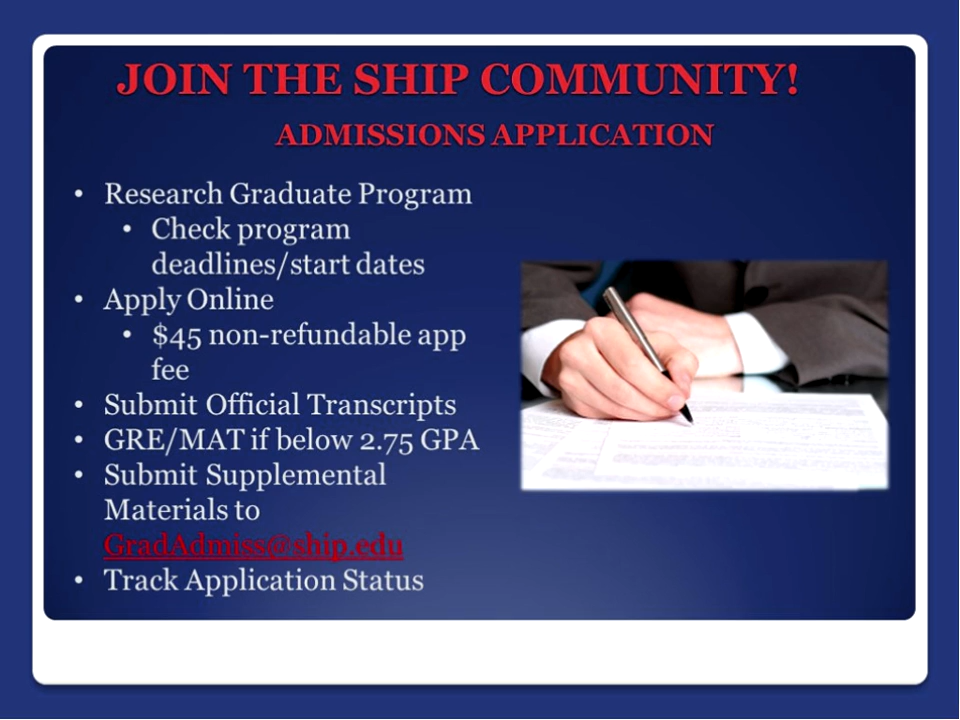 JOIN THE SHIP COMMUNITY!
ADMISSIONS APPLICATION
• Research Graduate Program
• Check program
deadlines/start dates
• Apply Online
• $45 non-refundable app
fee
• Submit Official Transcripts
• GRE/MAT if below 2.75 GPA
• Submit Supplemental
Materials to
GradAdmiss@ship.edu
• Track Application Status